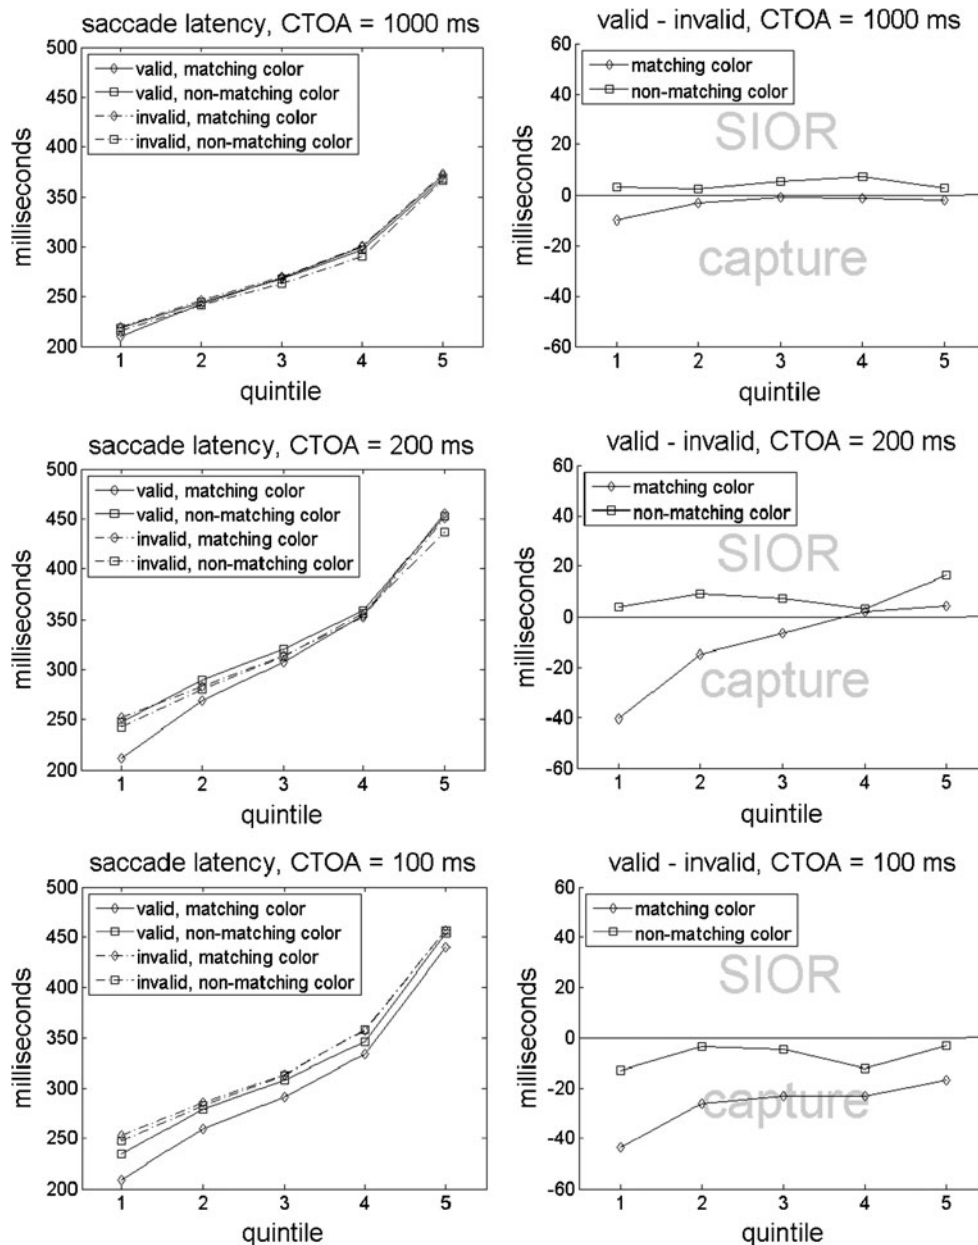 saccade latency, CTOA = 1000 ms
500
450
400
350
300
250
200
milliseconds
valid, matching color
valid, non-matching color
invalid, matching color
invalid, non-matching color
1 2 3 4 5
quintile
valid - invalid, CTOA = 1000 ms
60
40
20
0
-20
-40
-60
milliseconds
matching color
non-matching color
SIOR
capture
1 2 3 4 5
quintile
saccade latency, CTOA = 200 ms
500
450
400
350
300
250
200
milliseconds
valid, matching color
valid, non-matching color
invalid, matching color
invalid, non-matching color
1 2 3 4 5
quintile
valid - invalid, CTOA = 200 ms
60
40
20
0
-20
-40
-60
milliseconds
matching color
non-matching color
SIOR
capture
1 2 3 4 5
quintile
saccade latency, CTOA = 100 ms
500
450
400
350
300
250
200
milliseconds
valid, matching color
valid, non-matching color
invalid, matching color
invalid, non-matching color
1 2 3 4 5
quintile
valid - invalid, CTOA = 100 ms
60
40
20
0
-20
-40
-60
milliseconds
matching color
non-matching color
SIOR
capture
1 2 3 4 5
quintile